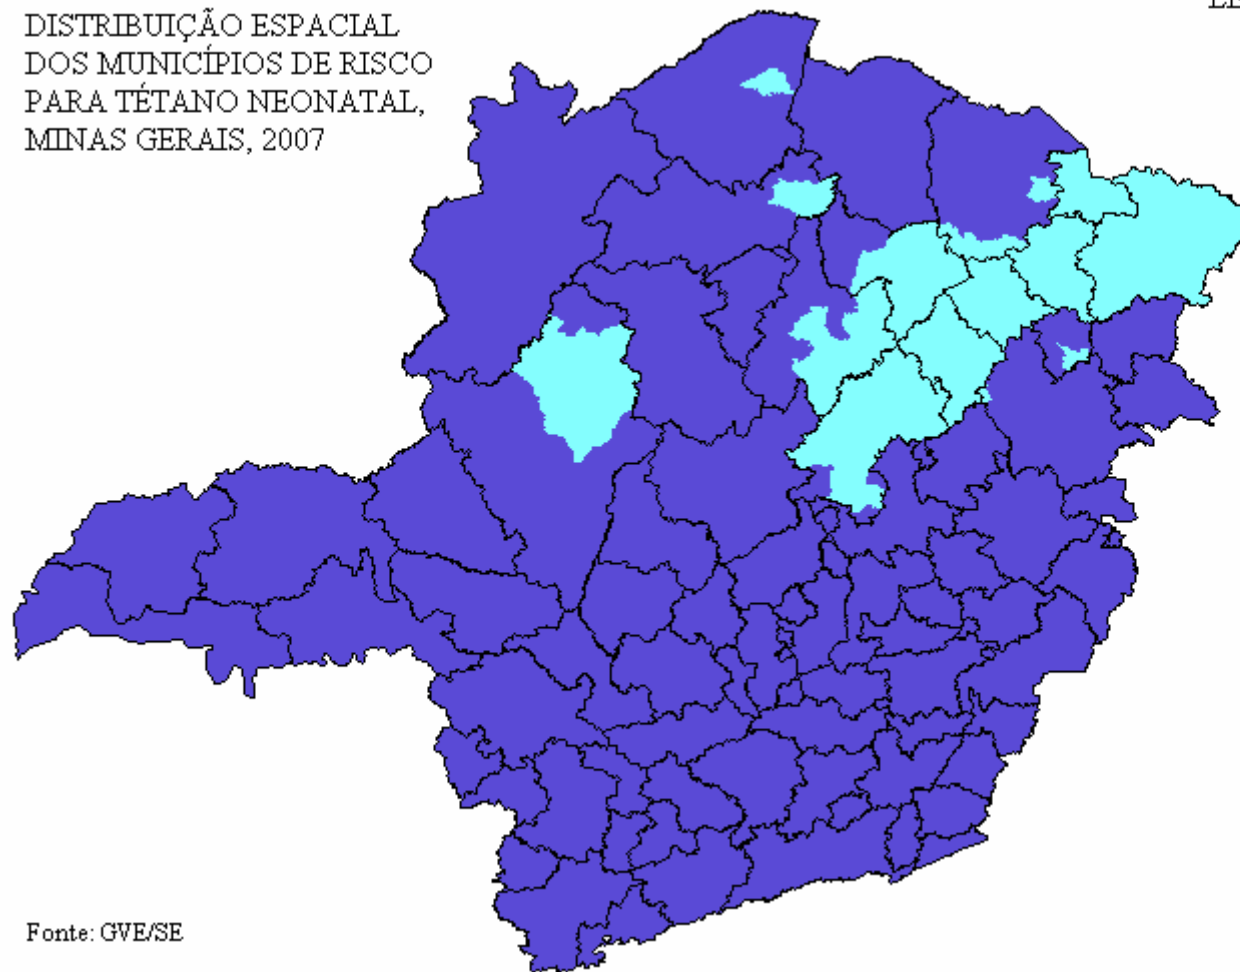 DISTRIBUIÇÃO ESPACIAL
DOS MUNICÍPIOS DE RISCO
PARA TÉTANO NEONATAL,
MINAS GERAIS, 2007
Fonte: GVE/SE